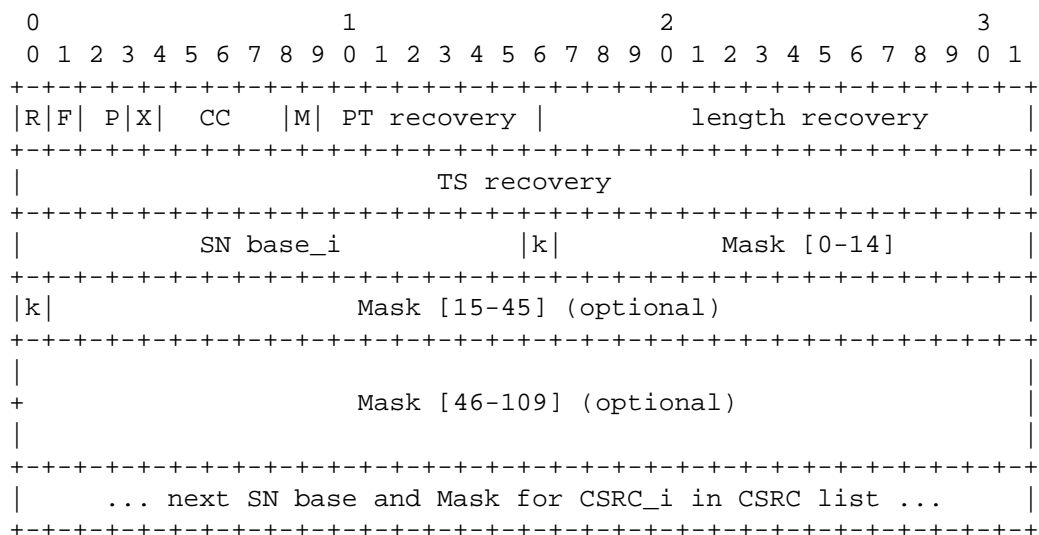 0                   1                   2                   3
 0 1 2 3 4 5 6 7 8 9 0 1 2 3 4 5 6 7 8 9 0 1 2 3 4 5 6 7 8 9 0 1
+-+-+-+-+-+-+-+-+-+-+-+-+-+-+-+-+-+-+-+-+-+-+-+-+-+-+-+-+-+-+-+-+
|R|F| P|X|  CC   |M| PT recovery |        length recovery       |
+-+-+-+-+-+-+-+-+-+-+-+-+-+-+-+-+-+-+-+-+-+-+-+-+-+-+-+-+-+-+-+-+
|                          TS recovery                          |
+-+-+-+-+-+-+-+-+-+-+-+-+-+-+-+-+-+-+-+-+-+-+-+-+-+-+-+-+-+-+-+-+
|           SN base_i           |k|          Mask [0-14]        |
+-+-+-+-+-+-+-+-+-+-+-+-+-+-+-+-+-+-+-+-+-+-+-+-+-+-+-+-+-+-+-+-+
|k|                   Mask [15-45] (optional)                   |
+-+-+-+-+-+-+-+-+-+-+-+-+-+-+-+-+-+-+-+-+-+-+-+-+-+-+-+-+-+-+-+-+
|                                                               |
+                     Mask [46-109] (optional)                  |
|                                                               |
+-+-+-+-+-+-+-+-+-+-+-+-+-+-+-+-+-+-+-+-+-+-+-+-+-+-+-+-+-+-+-+-+
|     ... next SN base and Mask for CSRC_i in CSRC list ...     |
+-+-+-+-+-+-+-+-+-+-+-+-+-+-+-+-+-+-+-+-+-+-+-+-+-+-+-+-+-+-+-+-+